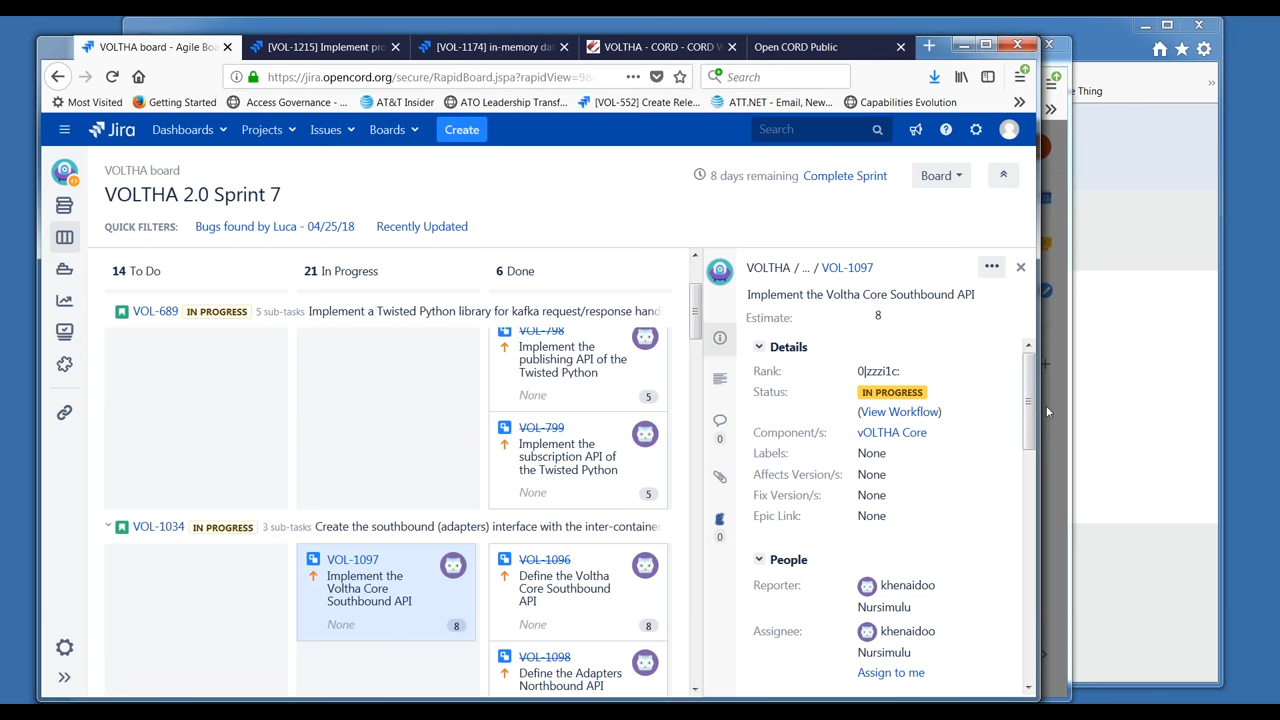 VOLTHA board - Agile Boa
[VOL-1215] Implement pro
[VOL-1174] in-memory dat
VOLTHA - CORD - CORD W
Open CORD Public
https://jira.opencord.org/secure/RapidBoard.jspa?rapidView=9&
Search
Most Visited
Getting Started
Access Governance - ...
AT&T Insider
ATO Leadership Transf...
[VOL-552] Create Rele...
ATT.NET - Email, New...
Capabilities Evolution
e Thing
Jira
Dashboards
Projects
Issues
Boards
Create
Search
VOLTHA board
VOLTHA 2.0 Sprint 7
8 days remaining
Complete Sprint
Board
QUICK FILTERS:
Bugs found by Luca - 04/25/18
Recently Updated
14 To Do
21 In Progress
6 Done
VOL-689 IN PROGRESS 5 sub-tasks Implement a Twisted Python library for kafka request/response hand
VOL-798
Implement the
publishing API of the
Twisted Python
None
5
VOL-799
Implement the
subscription API of
the Twisted Python
None
5
VOL-1034 IN PROGRESS 3 sub-tasks Create the southbound (adapters) interface with the inter-container
VOL-1097
Implement the
Voltha Core
Southbound API
None
8
VOL-1096
Define the Voltha
Core Southbound
API
None
8
VOL-1098
Define the Adapters
Northbound API
VOLTHA / ... / VOL-1097
Implement the Voltha Core Southbound API
Estimate: 8
Details
Rank: 0|zzzi1c:
Status: IN PROGRESS
(View Workflow)
Component/s: vOLTHA Core
Labels: None
Affects Version/s: None
Fix Version/s: None
Epic Link: None
People
Reporter: khenaidoo
Nursimulu
Assignee: khenaidoo
Nursimulu
Assign to me
0
0